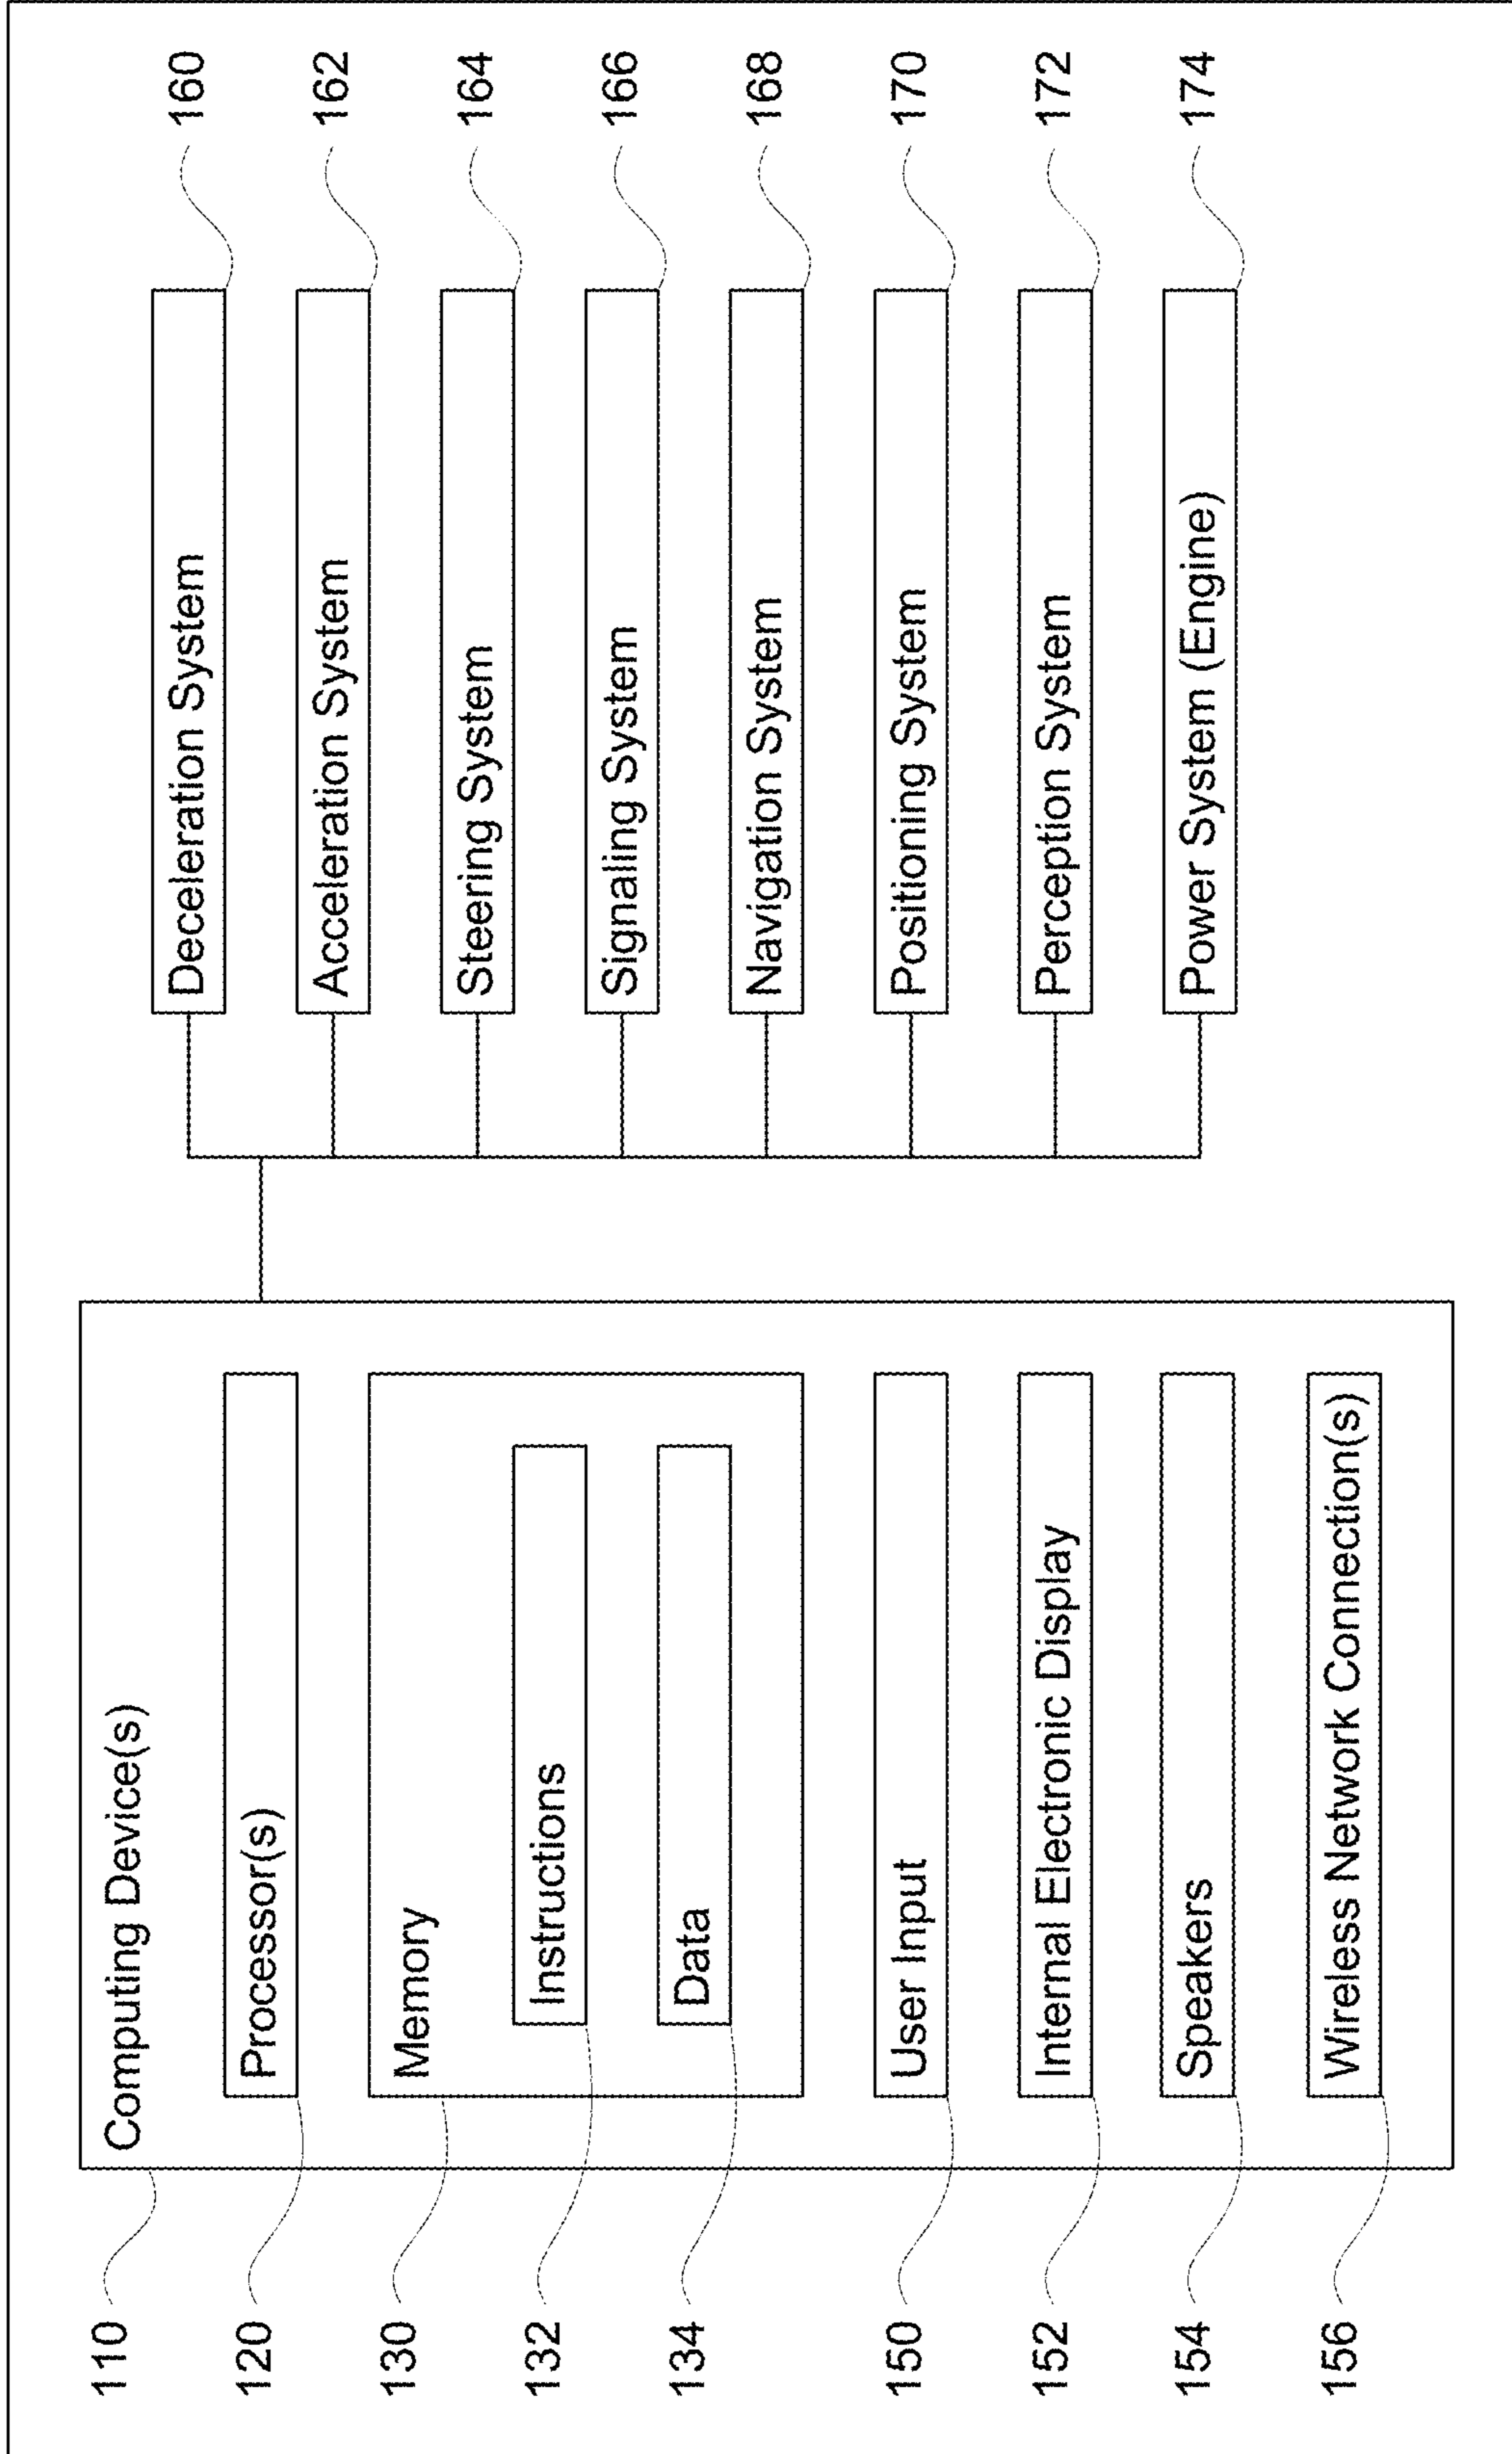 110
Computing Device(s)
120
Processor(s)
130
Memory
132
Instructions
134
Data
150
User Input
152
Internal Electronic Display
154
Speakers
156
Wireless Network Connection(s)
Deceleration System
160
Acceleration System
162
Steering System
164
Signaling System
166
Navigation System
168
Positioning System
170
Perception System
172
Power System (Engine)
174